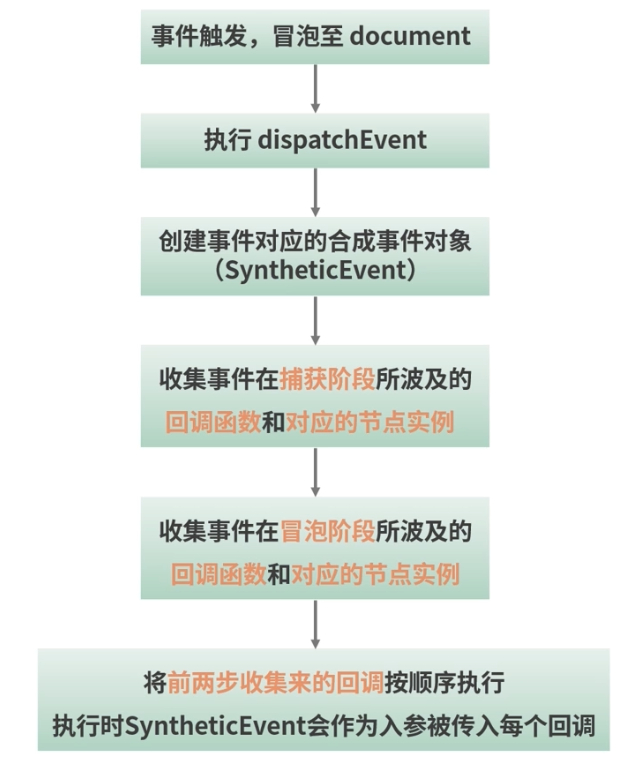 事件触发，冒泡至 document
执行 dispatchEvent
创建事件对应的合成事件对象
（SyntheticEvent）
收集事件在捕获阶段所波及的
回调函数和对应的节点实例
收集事件在冒泡阶段所波及的
回调函数和对应的节点实例
将前两步收集来的回调按顺序执行
执行时SyntheticEvent会作为入参被传入每个回调